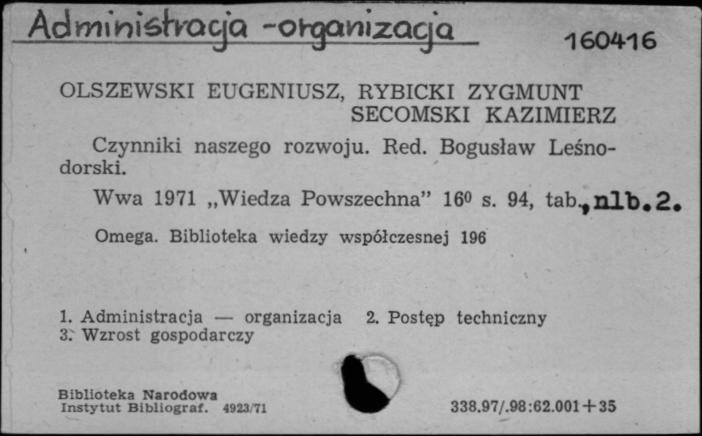 Administracja - organizacja
160416
OLSZEWSKI EUGENIUSZ, RYBICKI ZYGMUNT
SECOMSKI KAZIMIERZ
Czynniki naszego rozwoju. Red. Bogusław Leśno-
dorski.
Wwa 1971 „Wiedza Powszechna” 16⁰ s. 94, tab., nlb.2.
Omega. Biblioteka wiedzy współczesnej 196
1. Administracja — organizacja 2. Postęp techniczny
3. Wzrost gospodarczy
Biblioteka Narodowa
Instytut Bibliograf. 4923/71
338.97/.98:62.001+35